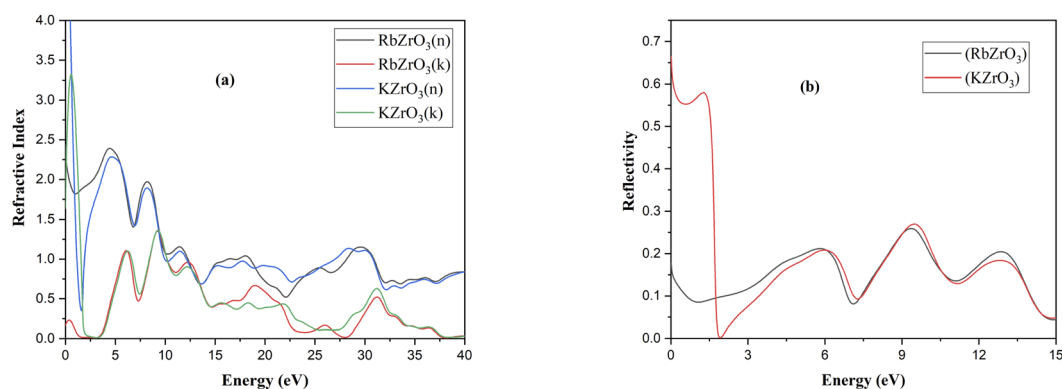 4.0
3.5
3.0
2.5
2.0
1.5
1.0
0.5
0.0
Refractive Index
(a)
RbZrO₃(n)
RbZrO₃(k)
KZrO₃(n)
KZrO₃(k)
0 5 10 15 20 25 30 35 40
Energy (eV)
0.7
0.6
0.5
0.4
0.3
0.2
0.1
0.0
Reflectivity
(b)
(RbZrO₃)
(KZrO₃)
0 3 6 9 12 15
Energy (eV)